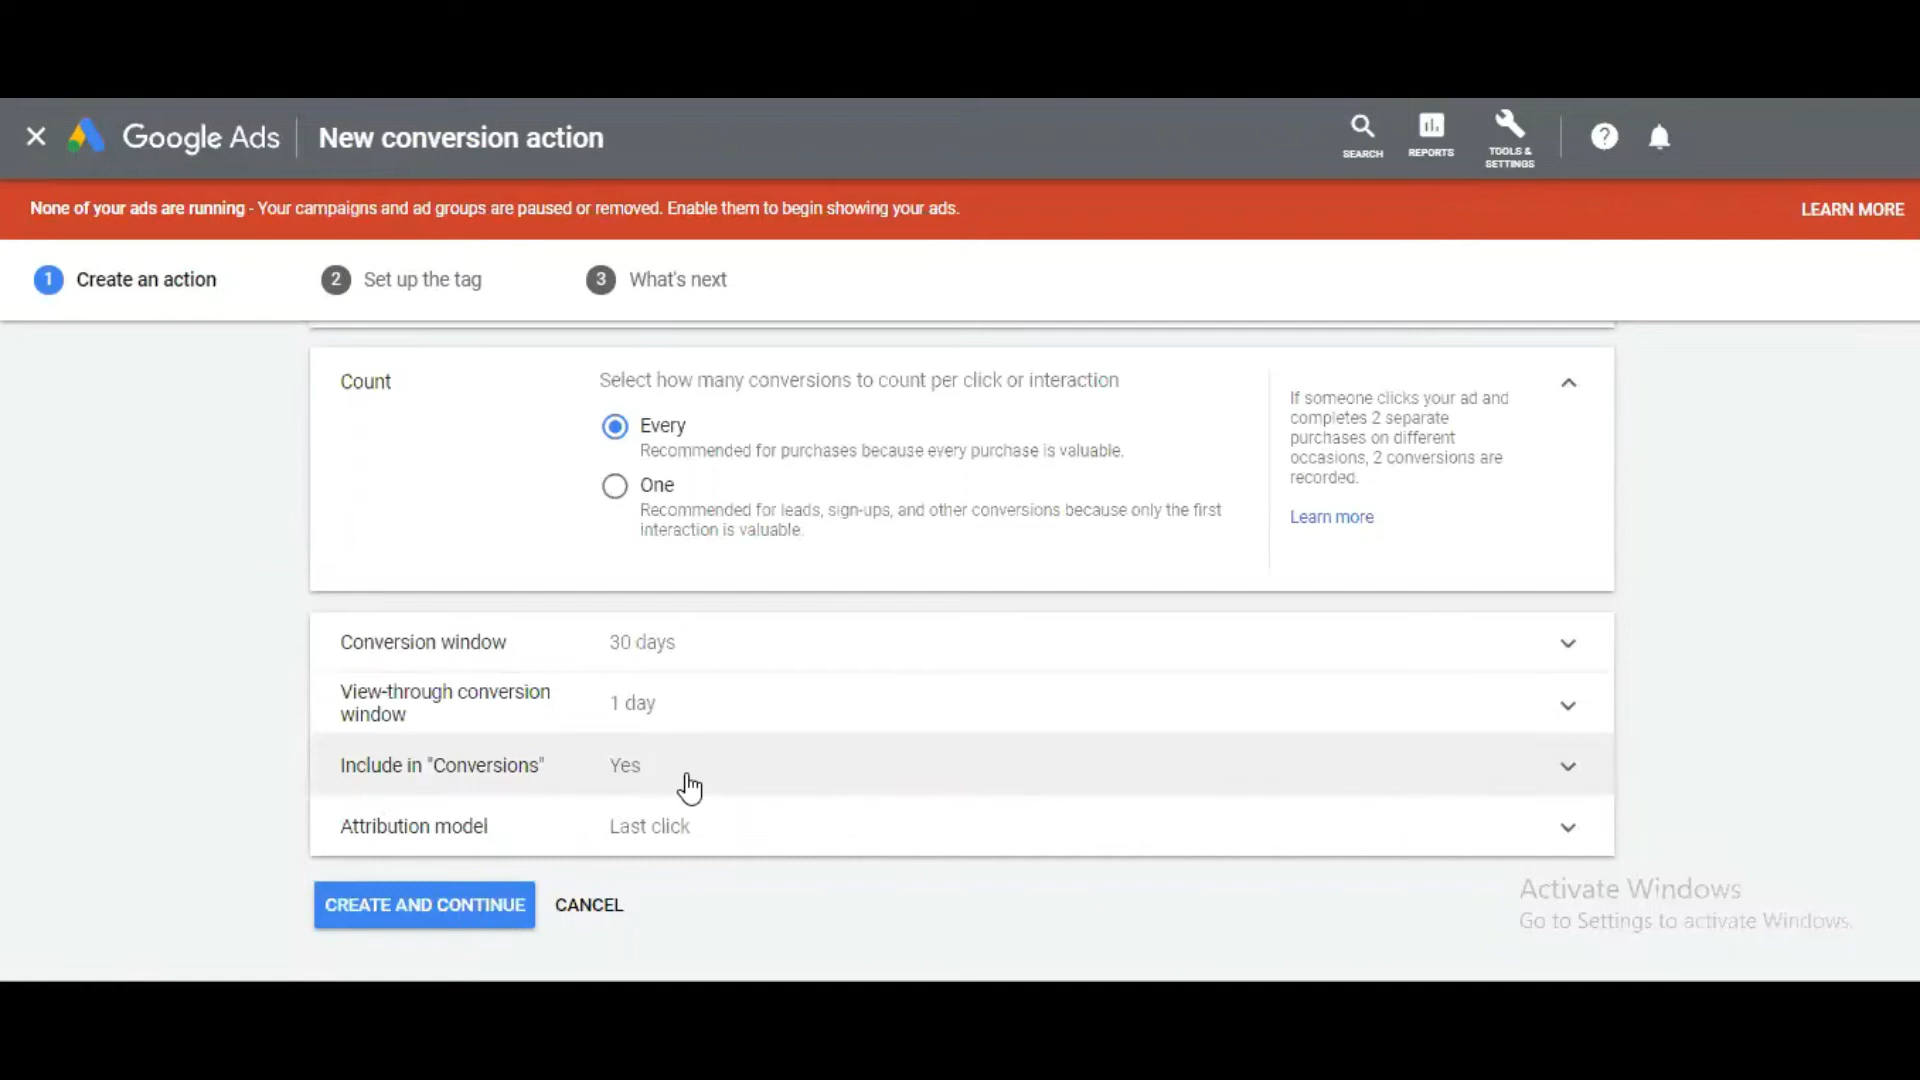 Google Ads
New conversion action
SEARCH
REPORTS
TOOLS &
SETTINGS
?
None of your ads are running - Your campaigns and ad groups are paused or removed. Enable them to begin showing your ads.
LEARN MORE
1 Create an action
2 Set up the tag
3 What's next
Count
Select how many conversions to count per click or interaction
Every
Recommended for purchases because every purchase is valuable.
One
Recommended for leads, sign-ups, and other conversions because only the first
interaction is valuable.
If someone clicks your ad and
completes 2 separate
purchases on different
occasions, 2 conversions are
recorded.
Learn more
Conversion window
30 days
View-through conversion
window
1 day
Include in "Conversions"
Yes
Attribution model
Last click
CREATE AND CONTINUE
CANCEL
Activate Windows
Go to Settings to activate Windows.